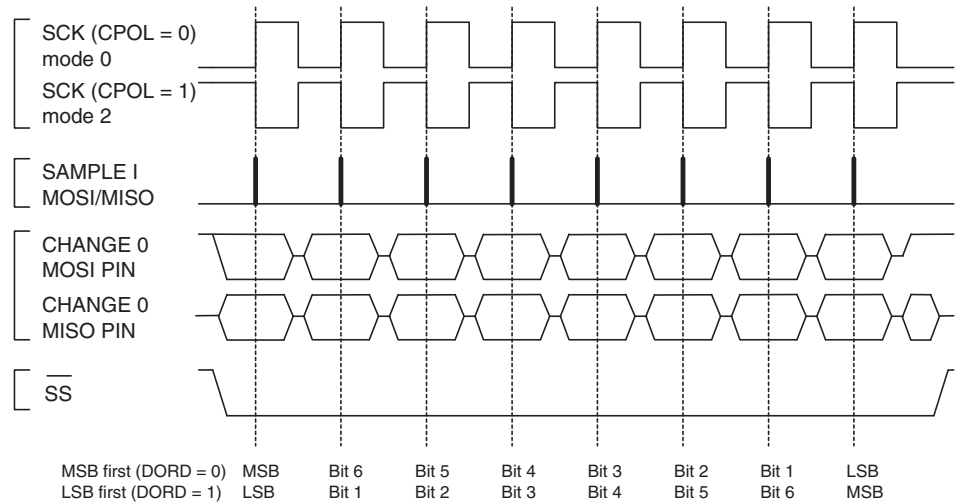 SCK (CPOL = 0)
mode 0
SCK (CPOL = 1)
mode 2
SAMPLE I
MOSI/MISO
CHANGE 0
MOSI PIN
CHANGE 0
MISO PIN
SS
MSB first (DORD = 0) MSB Bit 6 Bit 5 Bit 4 Bit 3 Bit 2 Bit 1 LSB
LSB first (DORD = 1) LSB Bit 1 Bit 2 Bit 3 Bit 4 Bit 5 Bit 6 MSB